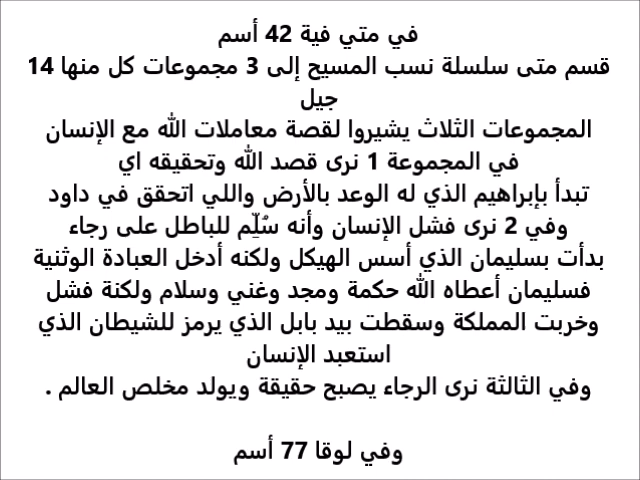 في متي فية 42 أسم
قسم متى سلسلة نسب المسيح إلى 3 مجموعات كل منها 14
جيل
المجموعات الثلاث يشيروا لقصة معاملات الله مع الإنسان
في المجموعة 1 نرى قصد الله وتحقيقه اي
تبدأ بإبراهيم الذي له الوعد بالأرض واللي اتحقق في داود
وفي 2 نرى فشل الإنسان وأنه سُلِّم للباطل على رجاء
بدأت بسليمان الذي أسس الهيكل ولكنه أدخل العبادة الوثنية
فسليمان أعطاه الله حكمة ومجد وغني وسلام ولكنة فشل
وخربت المملكة وسقطت بيد بابل الذي يرمز للشيطان الذي
استعبد الإنسان
وفي الثالثة نرى الرجاء يصبح حقيقة ويولد مخلص العالم .
وفي لوقا 77 أسم